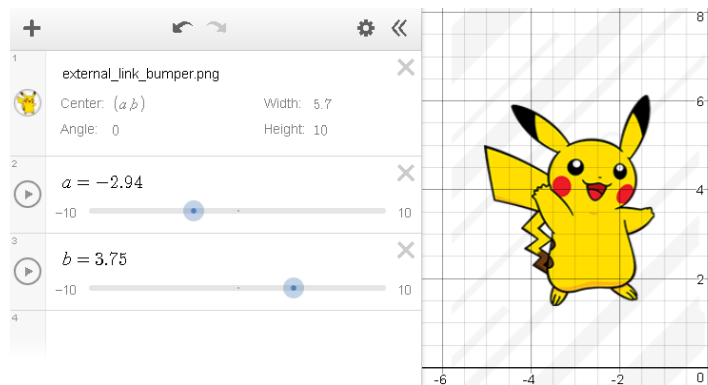 1
external_link_bumper.png
Center: (a,b) Width: 5.7
Angle: 0 Height: 10
2
a = −2.94
−10 10
3
b = 3.75
−10 10
4
8
6
4
2
-6 -4 -2 0